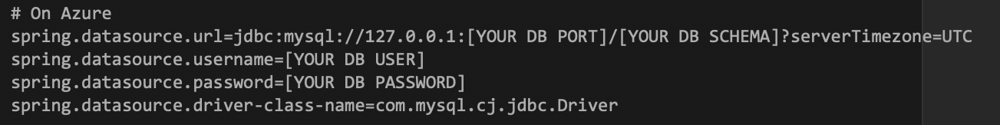 # On Azure
spring.datasource.url=jdbc:mysql://127.0.0.1:[YOUR DB PORT]/[YOUR DB SCHEMA]?serverTimezone=UTC
spring.datasource.username=[YOUR DB USER]
spring.datasource.password=[YOUR DB PASSWORD]
spring.datasource.driver-class-name=com.mysql.cj.jdbc.Driver